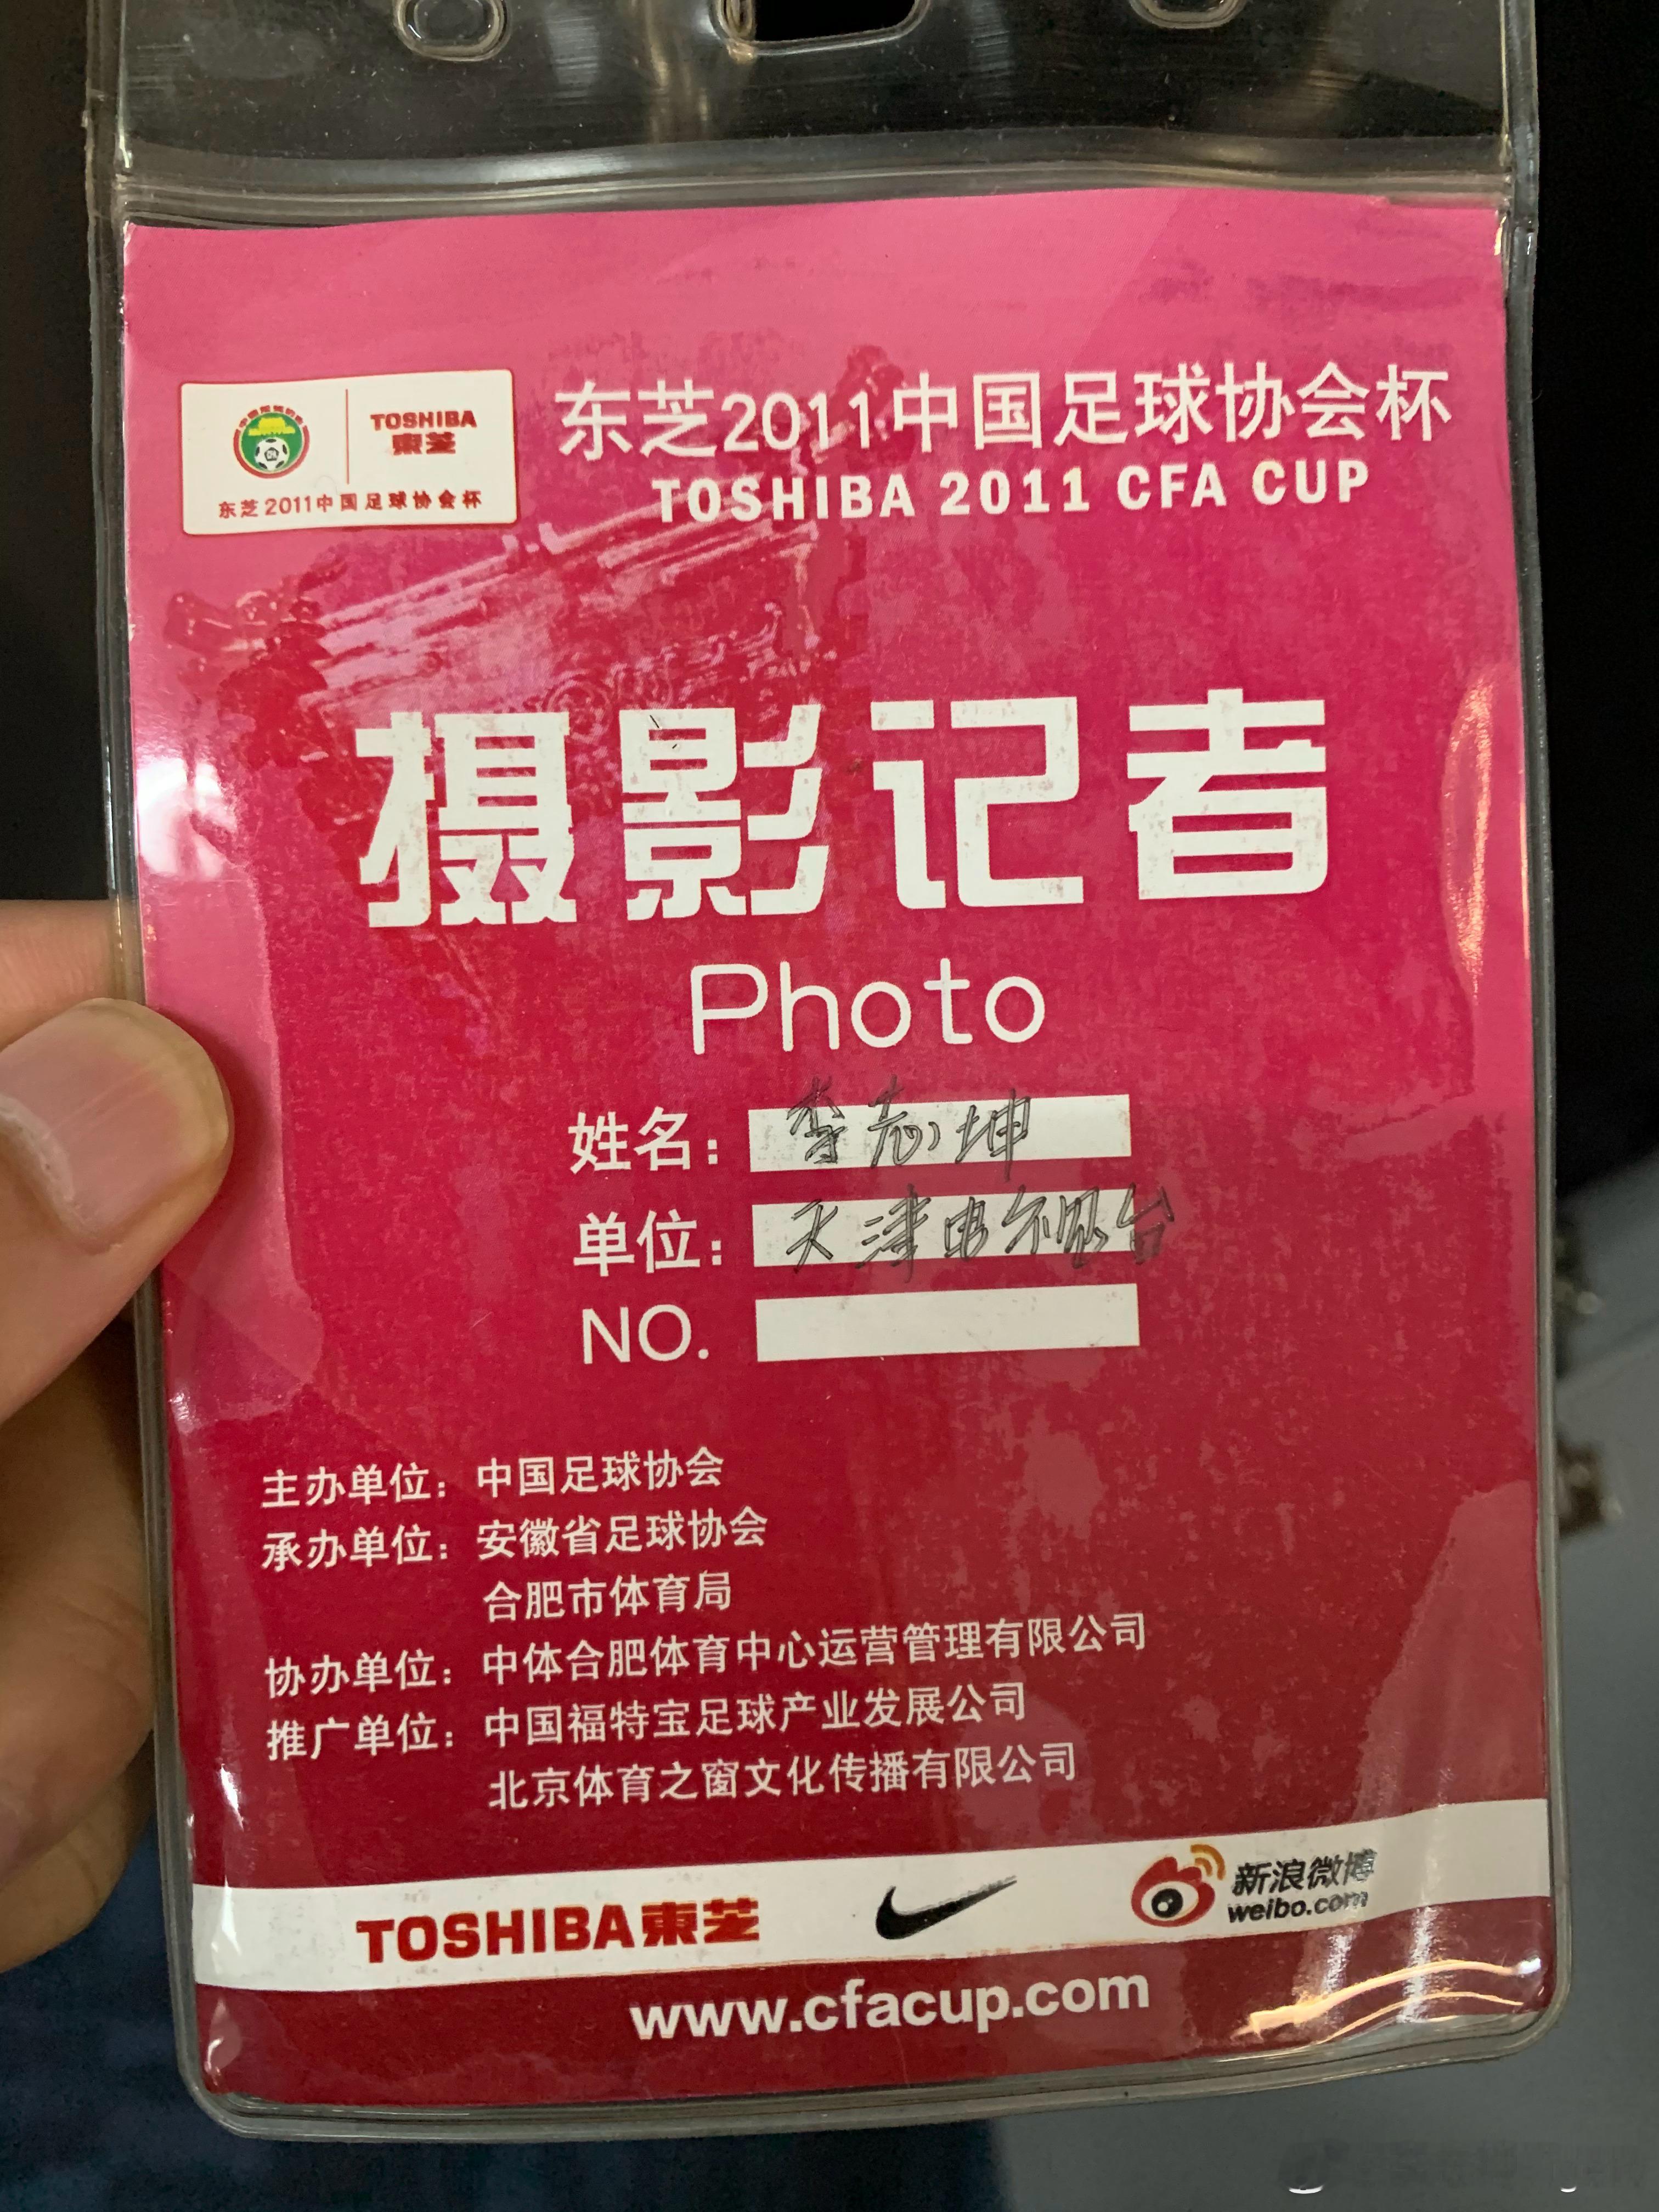 TOSHIBA
東芝
东芝2011中国足球协会杯
东芝2011中国足球协会杯
TOSHIBA 2011 CFA CUP
摄影记者
Photo
姓名：李志坤
单位：天津电视台
NO.
主办单位：中国足球协会
承办单位：安徽省足球协会
合肥市体育局
协办单位：中体合肥体育中心运营管理有限公司
推广单位：中国福特宝足球产业发展公司
北京体育之窗文化传播有限公司
TOSHIBA東芝
新浪微博
weibo.com
www.cfacup.com